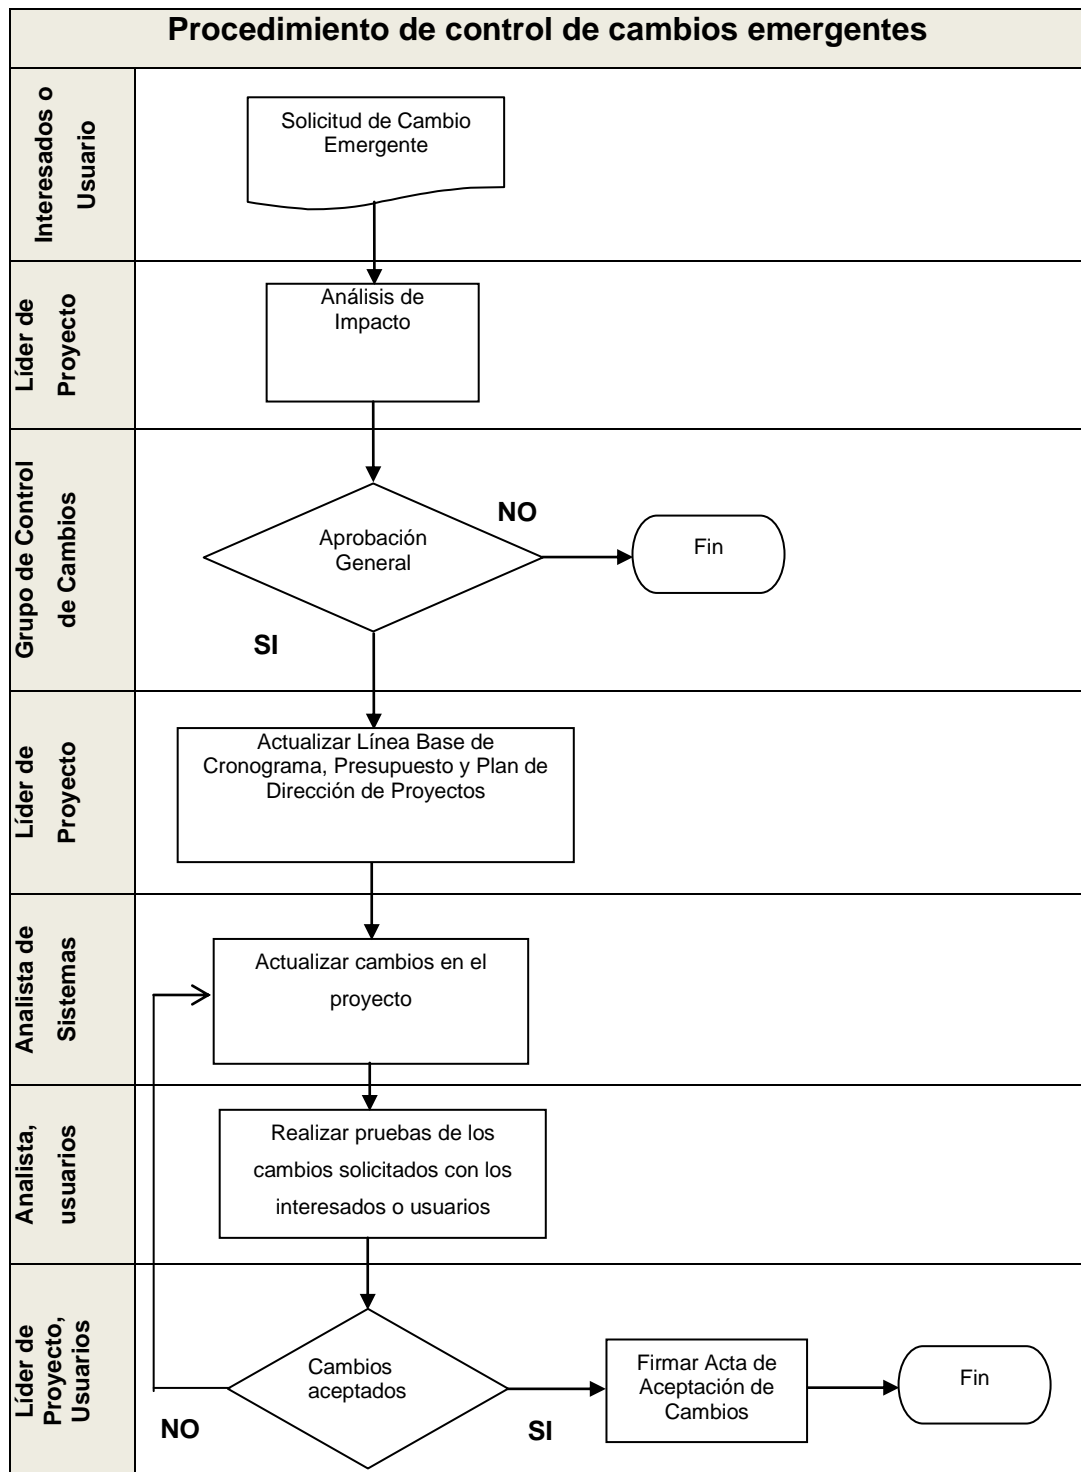 Procedimiento de control de cambios emergentes
Interesados o
Usuario
Solicitud de Cambio
Emergente
Líder de
Proyecto
Análisis de
Impacto
Grupo de Control
de Cambios
Aprobación
General
NO
Fin
SI
Líder de
Proyecto
Actualizar Línea Base de
Cronograma, Presupuesto y Plan de
Dirección de Proyectos
Analista de
Sistemas
Actualizar cambios en el
proyecto
Analista,
usuarios
Realizar pruebas de los
cambios solicitados con los
interesados o usuarios
Líder de
Proyecto,
Usuarios
Cambios
aceptados
NO
SI
Firmar Acta de
Aceptación de
Cambios
Fin